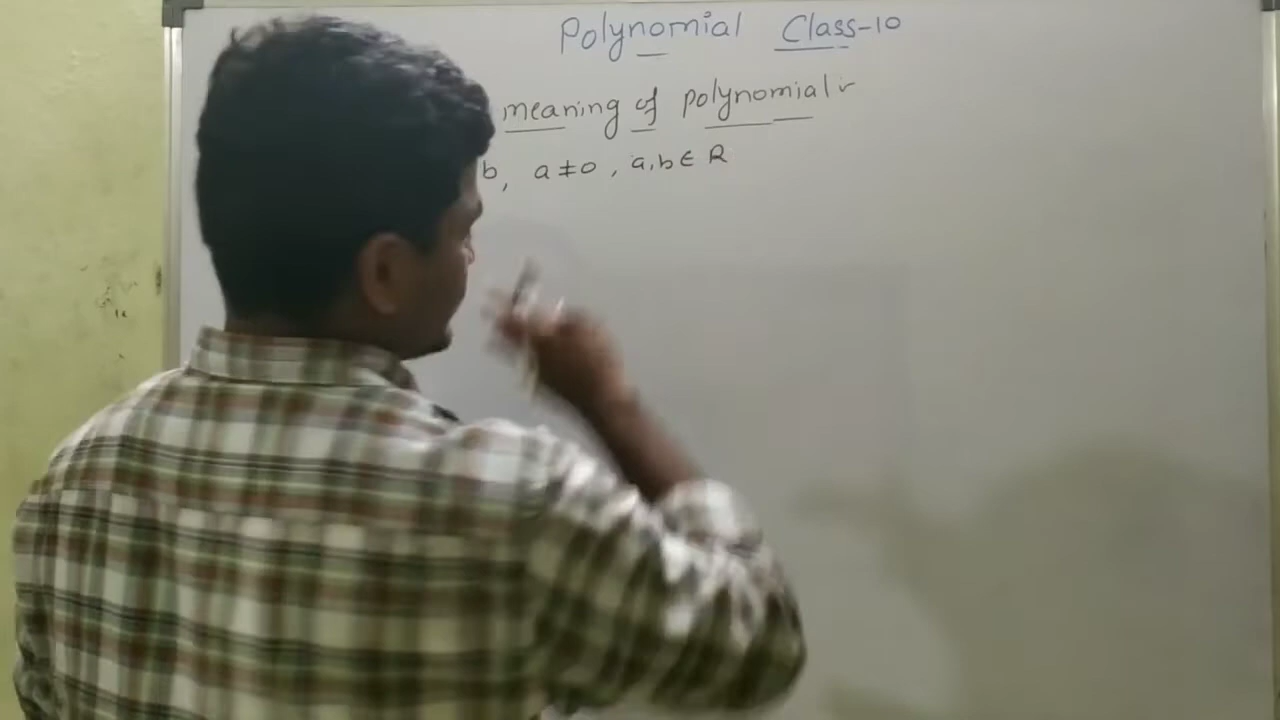 Polynomial Class-10
meaning of polynomial :-
b, a ≠ 0, a, b ∈ R